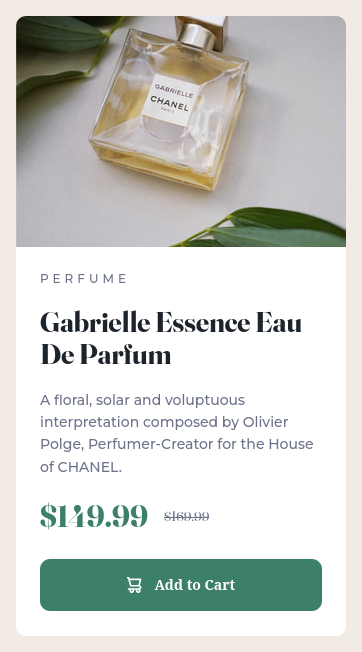 GABRIELLE
CHANEL
PARIS
PERFUME
Gabrielle Essence Eau
De Parfum
A floral, solar and voluptuous
interpretation composed by Olivier
Polge, Perfumer-Creator for the House
of CHANEL.
$149.99 $169.99
Add to Cart